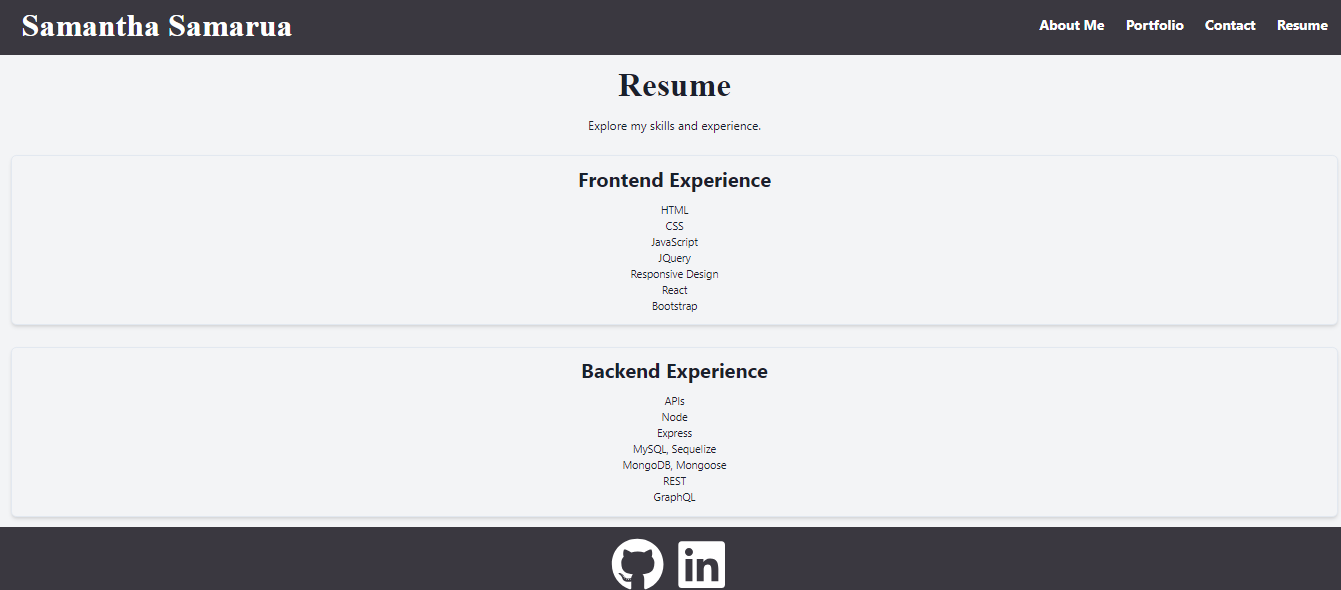 Samantha Samarua
About Me Portfolio Contact Resume
Resume
Explore my skills and experience.
Frontend Experience
HTML
CSS
JavaScript
JQuery
Responsive Design
React
Bootstrap
Backend Experience
APIs
Node
Express
MySQL, Sequelize
MongoDB, Mongoose
REST
GraphQL
in